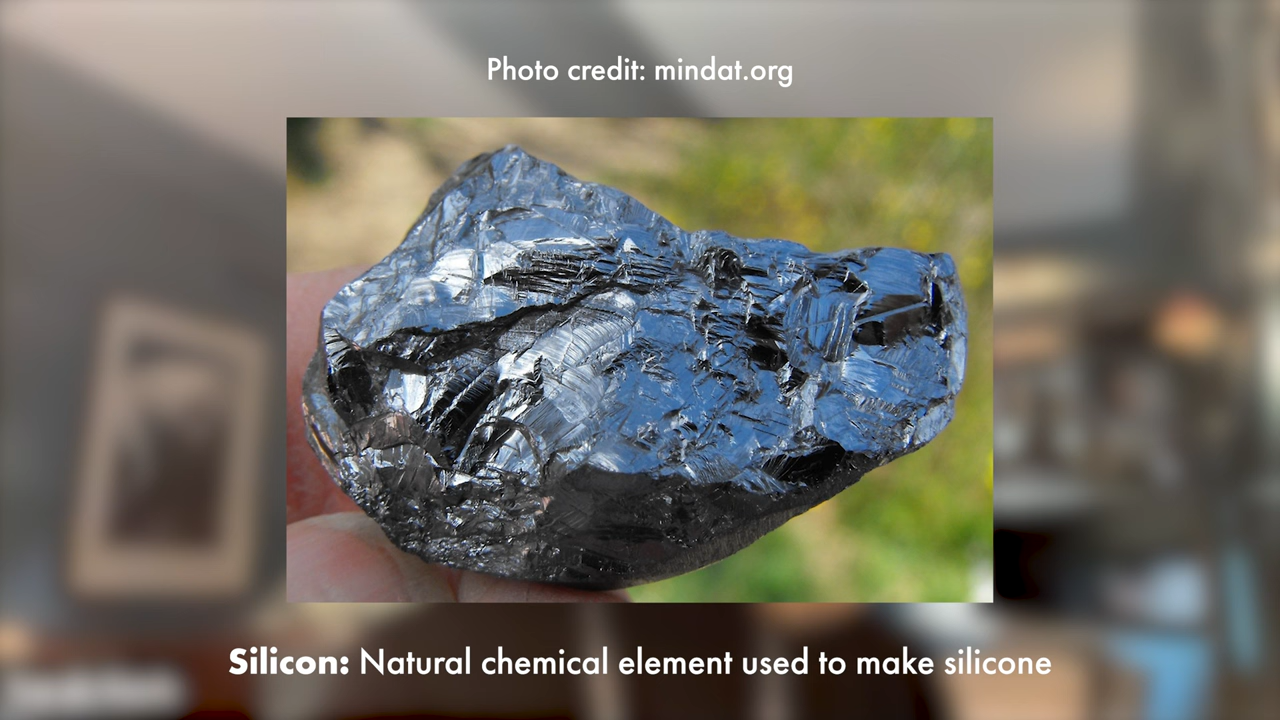 Photo credit: mindat.org
Silicon: Natural chemical element used to make silicone